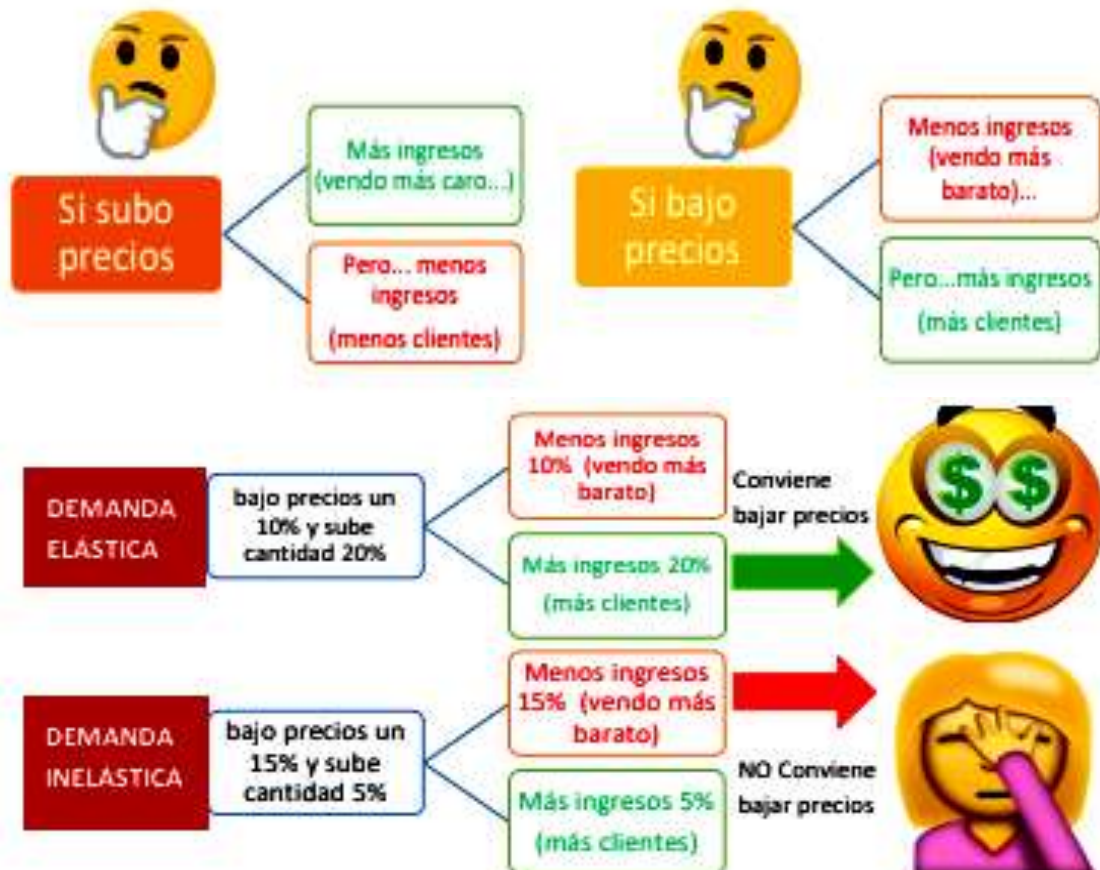 Si subo
precios
Más ingresos
(vendo más caro...)
Pero... menos
ingresos
(menos clientes)
Si bajo
precios
Menos ingresos
(vendo más
barato)...
Pero...más ingresos
(más clientes)
DEMANDA
ELÁSTICA
bajo precios un
10% y sube
cantidad 20%
Menos ingresos
10% (vendo más
barato)
Más ingresos 20%
(más clientes)
Conviene
bajar precios
$ $
DEMANDA
INELÁSTICA
bajo precios un
15% y sube
cantidad 5%
Menos ingresos
15% (vendo más
barato)
Más ingresos 5%
(más clientes)
NO Conviene
bajar precios